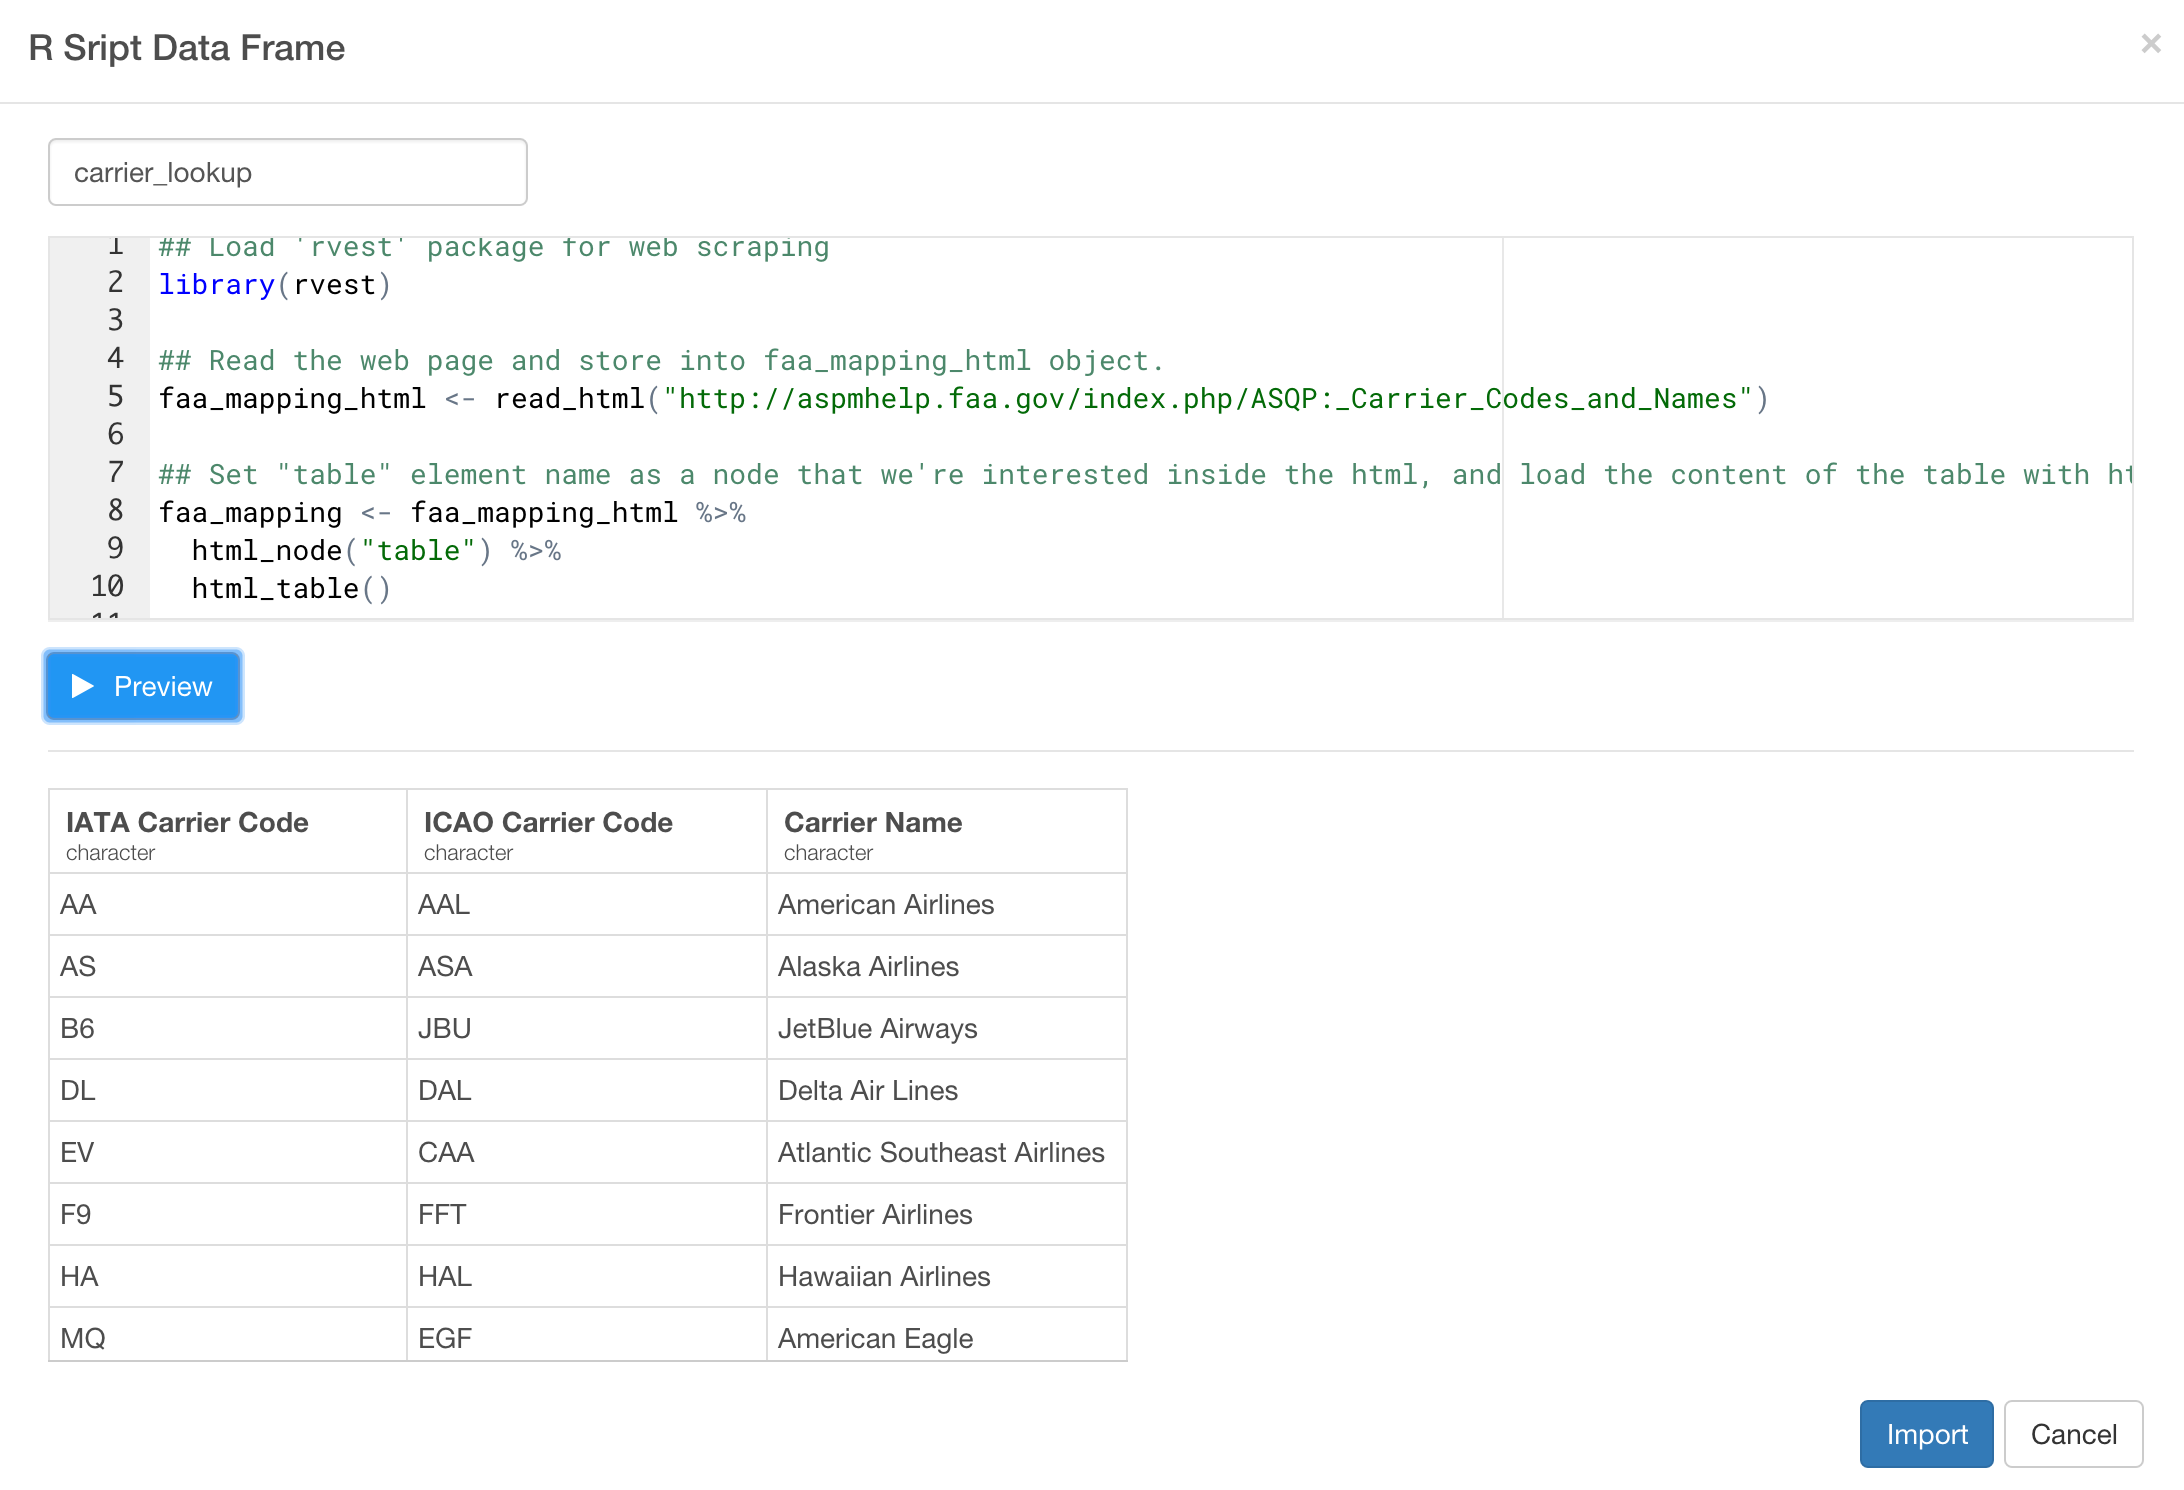 R Sript Data Frame
×
carrier_lookup
1 ## Load 'rvest' package for web scraping
2 library(rvest)
3
4 ## Read the web page and store into faa_mapping_html object.
5 faa_mapping_html <- read_html("http://aspmhelp.faa.gov/index.php/ASQP:_Carrier_Codes_and_Names")
6
7 ## Set "table" element name as a node that we're interested inside the html, and load the content of the table with
8 faa_mapping <- faa_mapping_html %>%
9 html_node("table") %>%
10 html_table()
11
Preview
IATA Carrier Code ICAO Carrier Code Carrier Name
character character character
AA AAL American Airlines
AS ASA Alaska Airlines
B6 JBU JetBlue Airways
DL DAL Delta Air Lines
EV CAA Atlantic Southeast Airlines
F9 FFT Frontier Airlines
HA HAL Hawaiian Airlines
MQ EGF American Eagle
Import Cancel